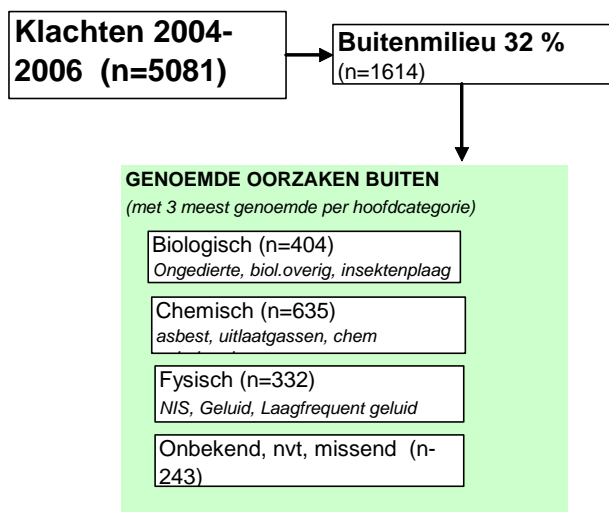 Klachten 2004-
2006 (n=5081)
Buitenmilieu 32 %
(n=1614)
GENOEMDE OORZAKEN BUITEN
(met 3 meest genoemde per hoofdcategorie)
Biologisch (n=404)
Ongedierte, biol.overig, insektenplaag
Chemisch (n=635)
asbest, uitlaatgassen, chem
Fysisch (n=332)
NIS, Geluid, Laagfrequent geluid
Onbekend, nvt, missend (n-
243)